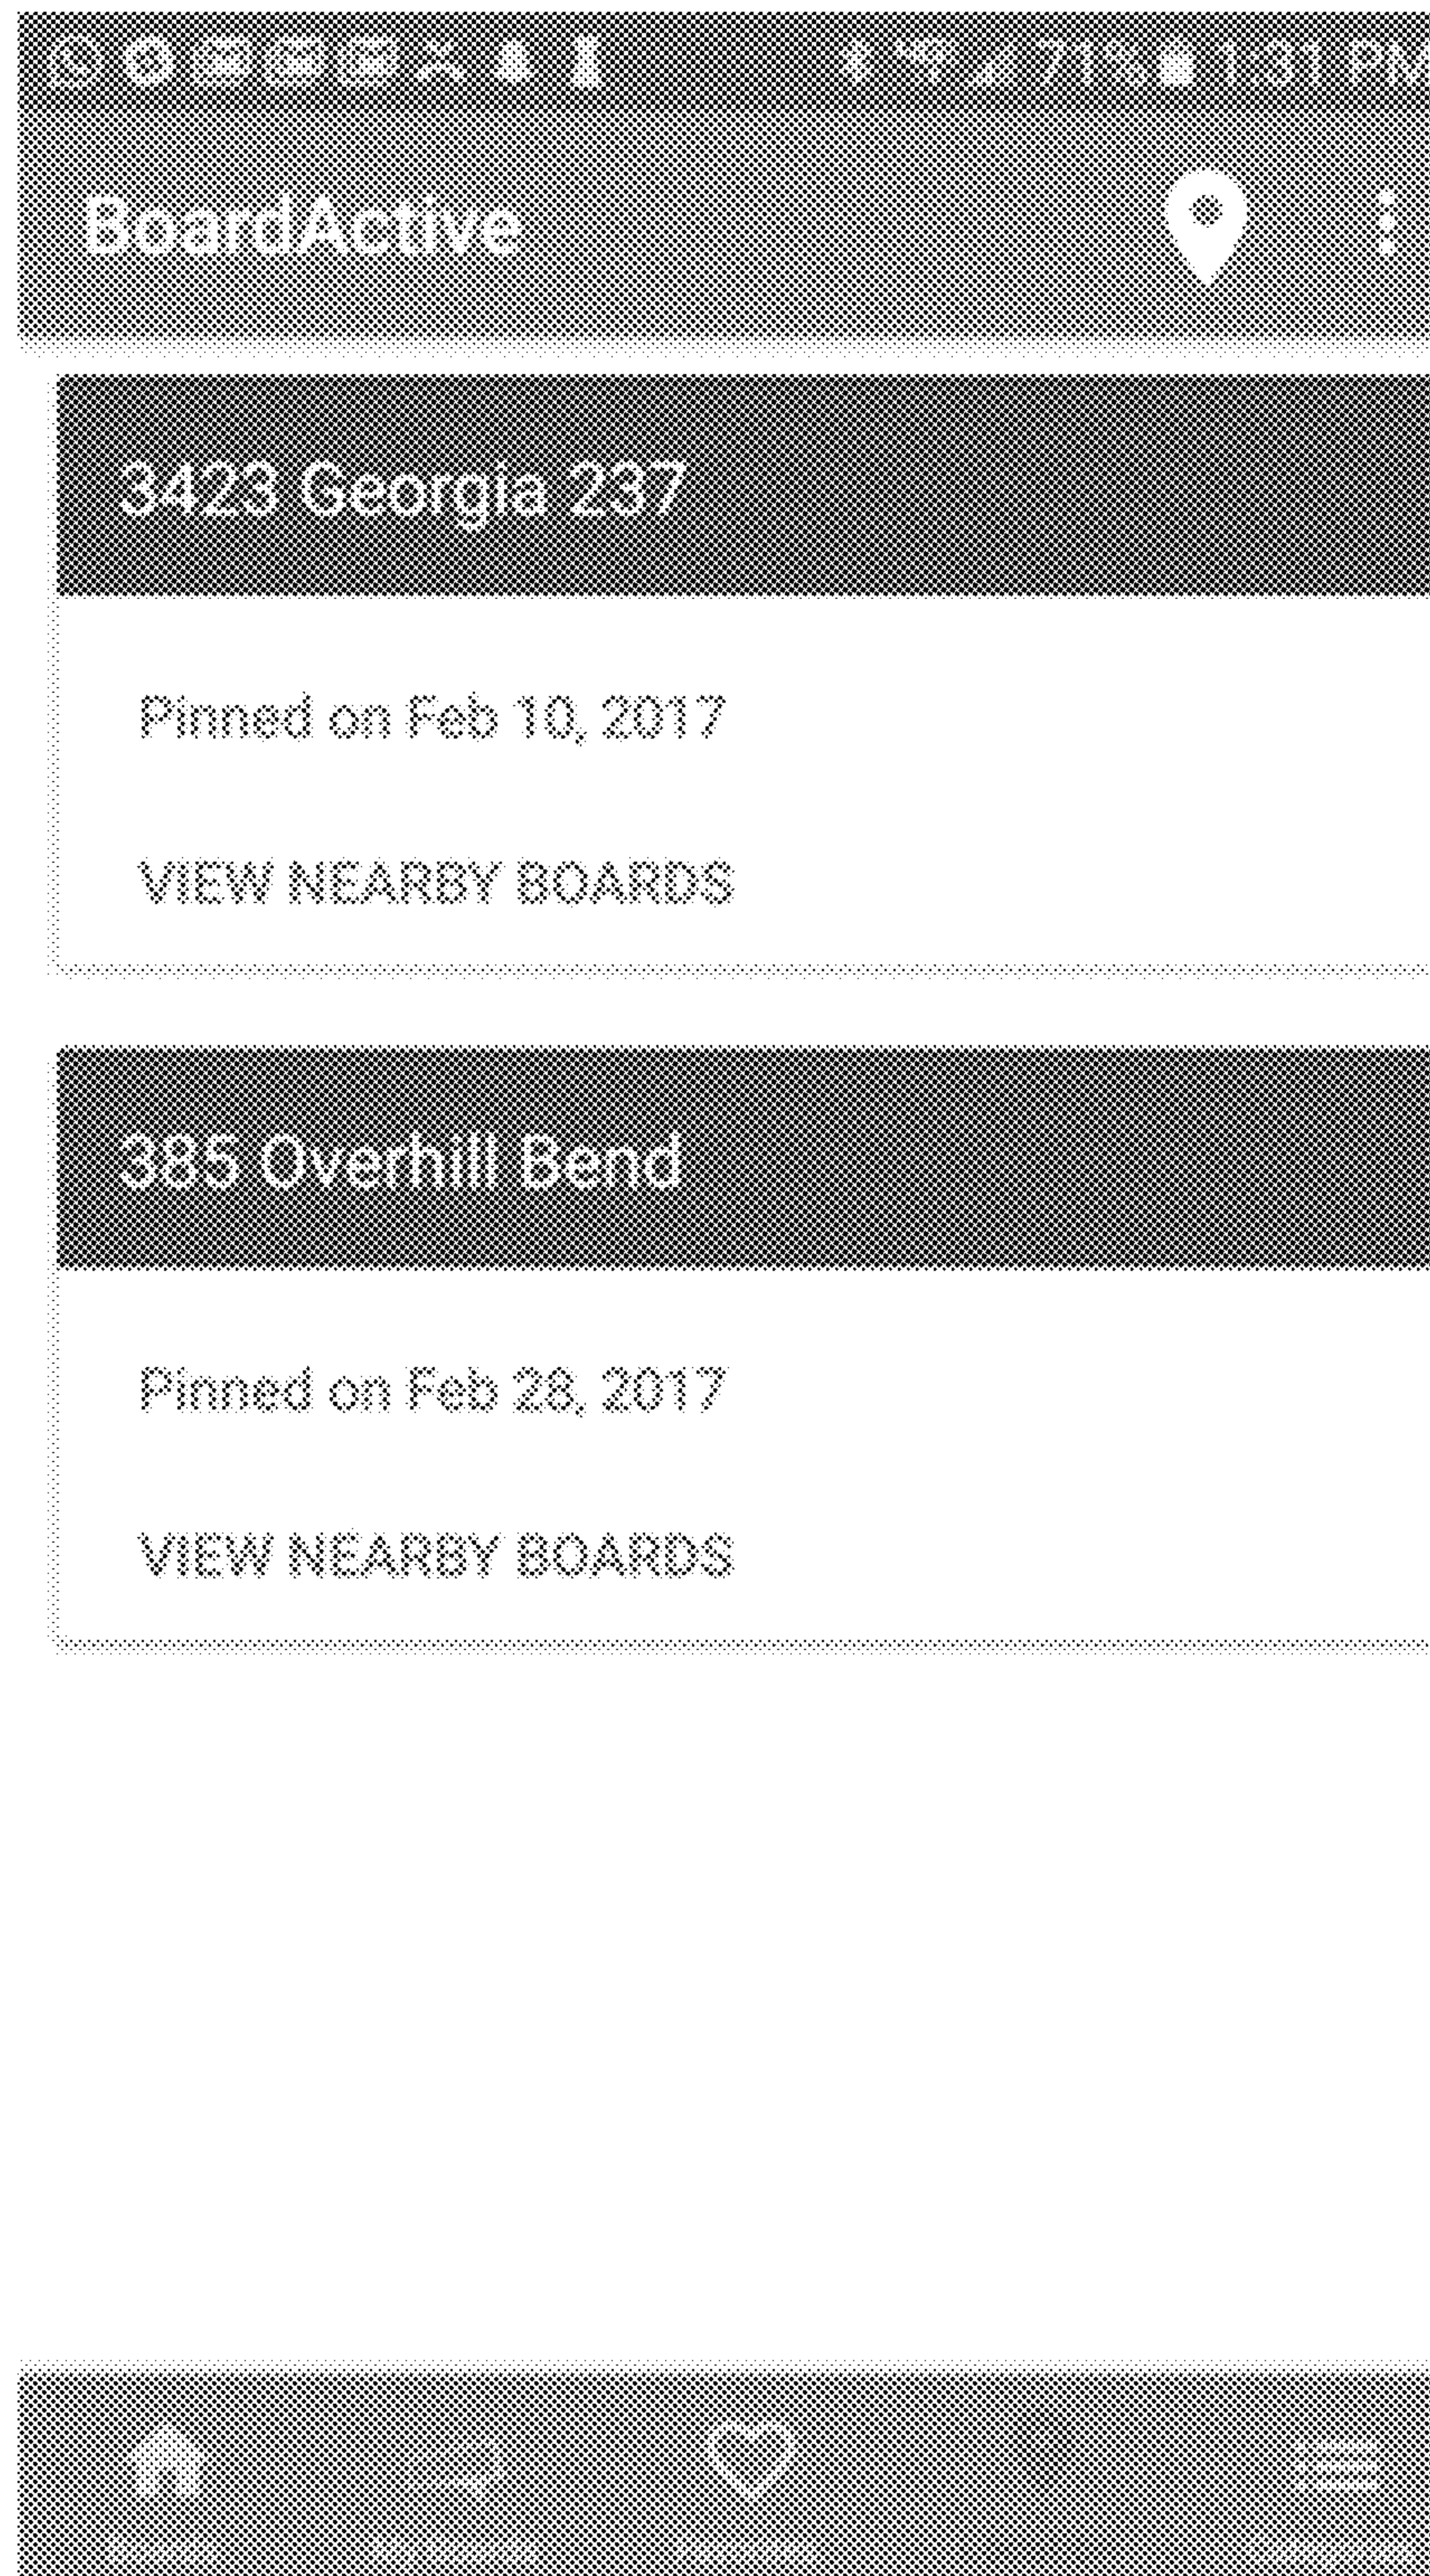 71% 1:31 PM
BoardActive
3423 Georgia 237
Pinned on Feb 10, 2017
VIEW NEARBY BOARDS
385 Overhill Bend
Pinned on Feb 28, 2017
VIEW NEARBY BOARDS